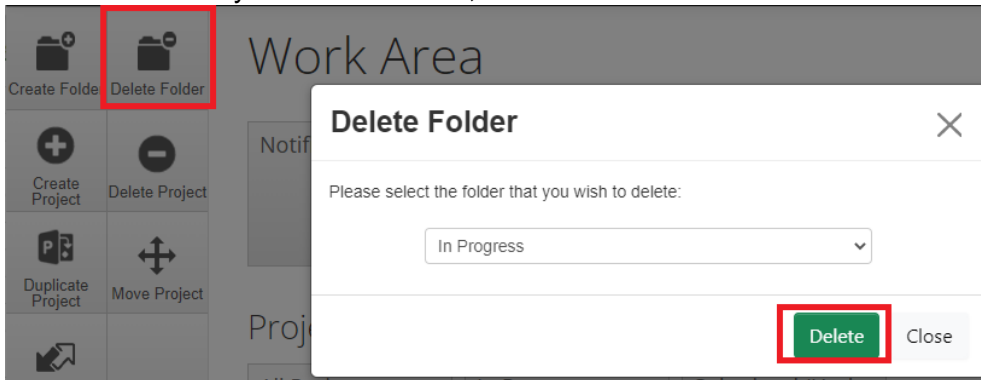 Create Folde Delete Folder
Work Area
Delete Folder
Notif
Please select the folder that you wish to delete:
Create
Project
Delete Project
In Progress
Duplicate
Project
Move Project
Proj
Delete
Close